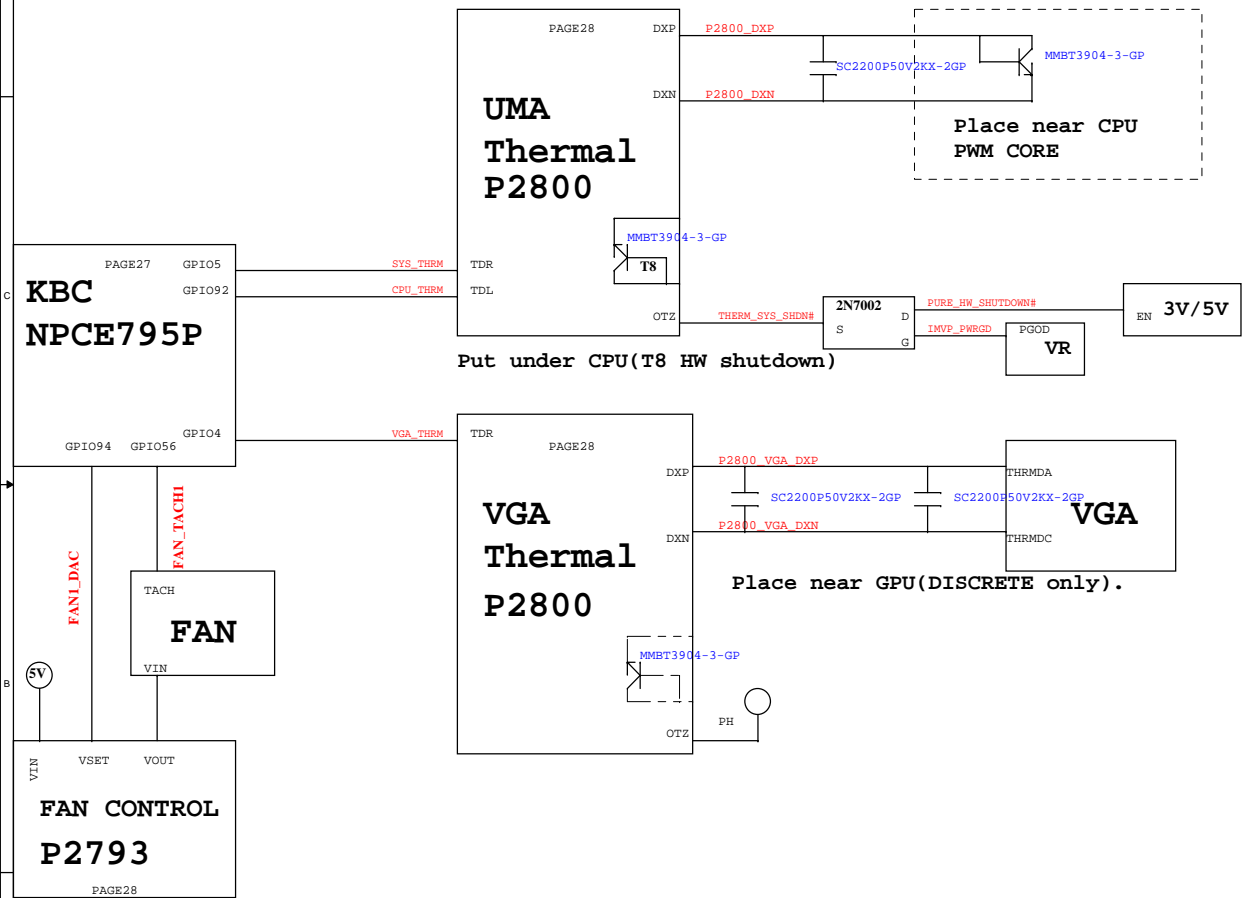 PAGE28
DXP
P2800_DXP
SC2200P50V2KX-2GP
MMBT3904-3-GP
DXN
P2800_DXN
UMA
Thermal
P2800
Place near CPU
PWM CORE
MMBT3904-3-GP
T8
TDR
TDL
OTZ
SYS_THRM
CPU_THRM
PAGE27
GPIO5
GPIO92
KBC
NPCE795P
C
GPIO4
GPIO94
GPIO56
THERM_SYS_SHDN#
2N7002
S
D
G
PURE_HW_SHUTDOWN#
IMVP_PWRGD
EN
3V/5V
PGOD
VR
Put under CPU(T8 HW shutdown)
VGA_THRM
TDR
PAGE28
DXP
P2800_VGA_DXP
SC2200P50V2KX-2GP
SC2200P50V2KX-2GP
THRMDA
VGA
THRMDC
DXN
P2800_VGA_DXN
VGA
Thermal
P2800
Place near GPU(DISCRETE only).
MMBT3904-3-GP
OTZ
PH
FAN1_DAC
FAN_TACH1
TACH
FAN
VIN
5V
B
VIN
VSET
VOUT
FAN CONTROL
P2793
PAGE28